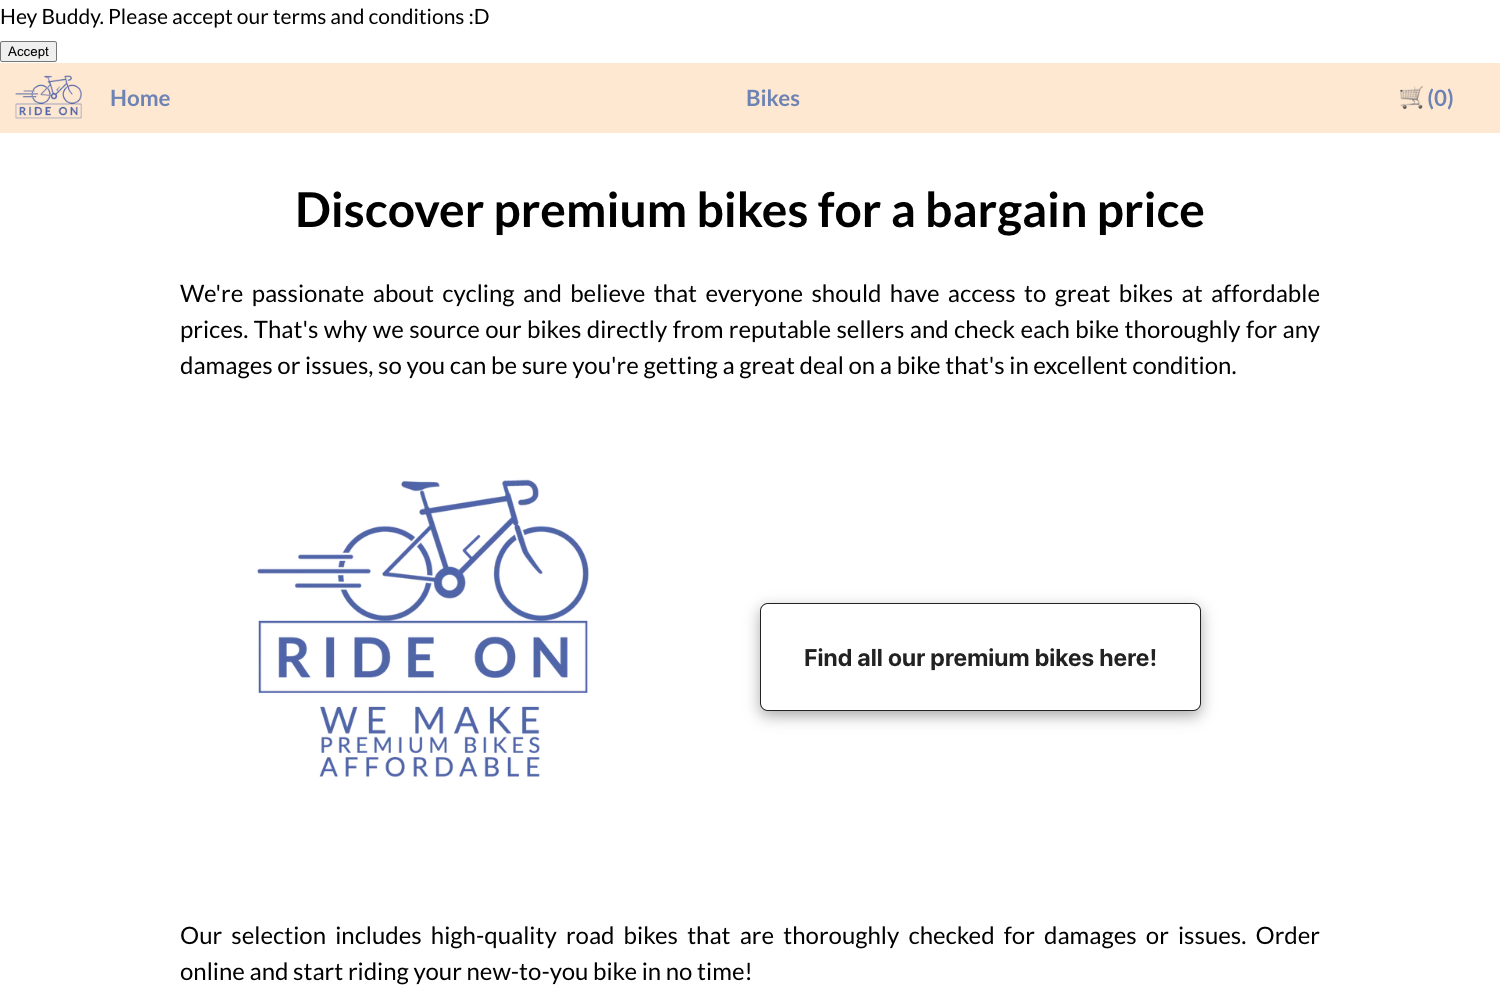 Hey Buddy. Please accept our terms and conditions :D
Accept
RIDE ON
Home
Bikes
(0)
Discover premium bikes for a bargain price
We're passionate about cycling and believe that everyone should have access to great bikes at affordable
prices. That's why we source our bikes directly from reputable sellers and check each bike thoroughly for any
damages or issues, so you can be sure you're getting a great deal on a bike that's in excellent condition.
RIDE ON
WE MAKE
PREMIUM BIKES
AFFORDABLE
Find all our premium bikes here!
Our selection includes high-quality road bikes that are thoroughly checked for damages or issues. Order
online and start riding your new-to-you bike in no time!